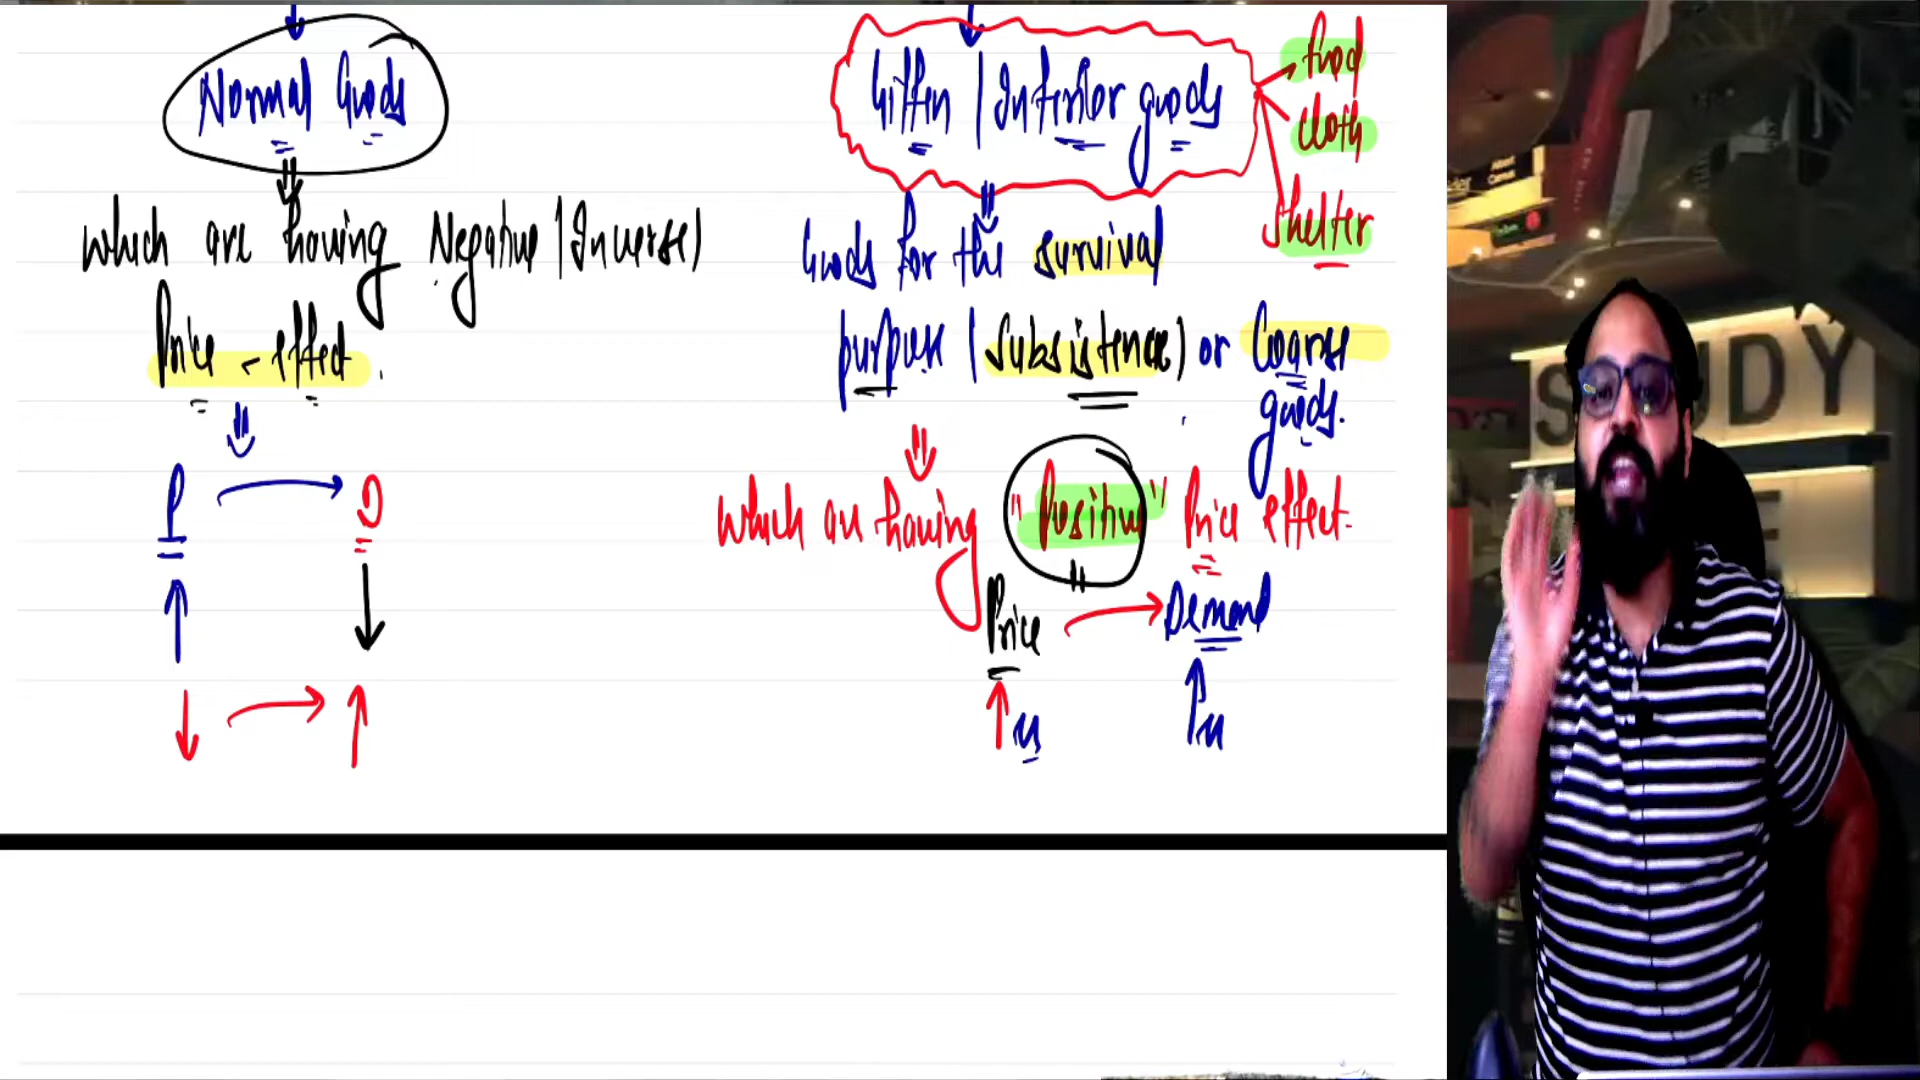 Normal Goods
which are having Negative (Inverse)
Price - effect.
P D
Giffen / Inferior goods
food
cloth
shelter
Goods for the survival
purpose (subsistence) or Coarse
goods.
which are having "Positive" Price effect.
Price Demand
STUDY